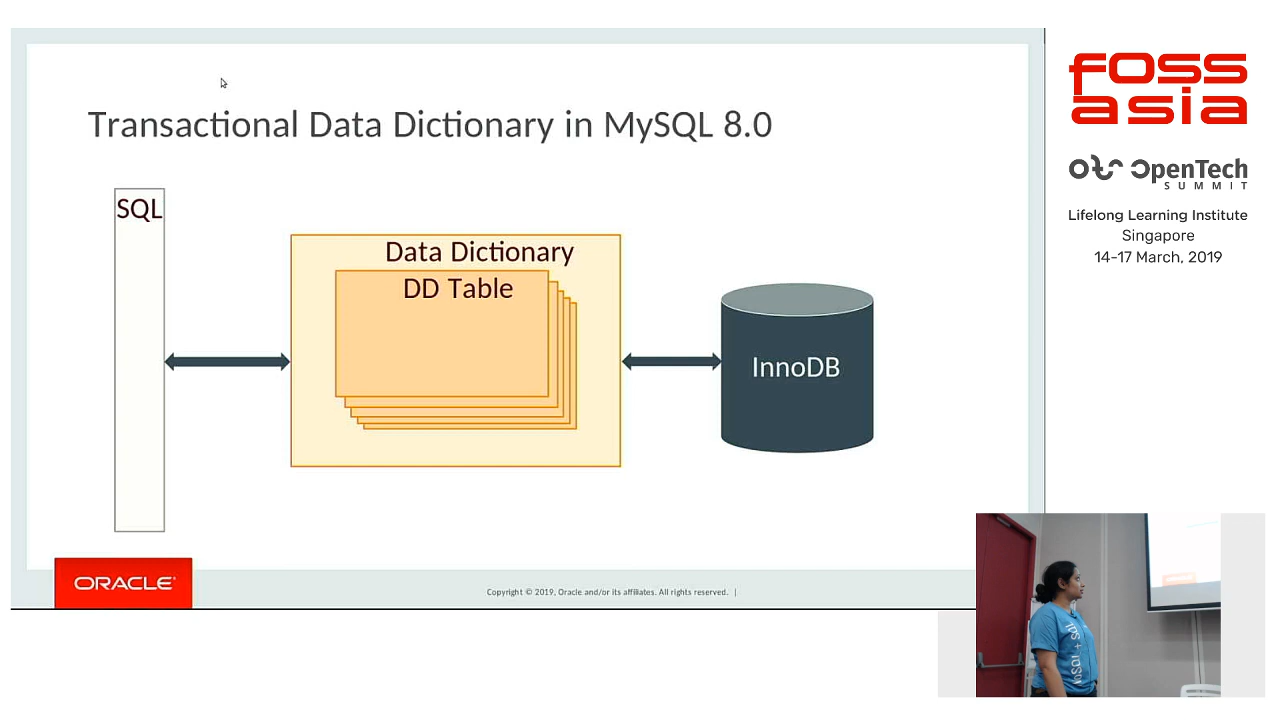 Transactional Data Dictionary in MySQL 8.0
SQL
Data Dictionary
DD Table
InnoDB
ORACLE
Copyright © 2019, Oracle and/or its affiliates. All rights reserved. |
fOSS
asia
OpenTech
SUMMIT
Lifelong Learning Institute
Singapore
14-17 March, 2019